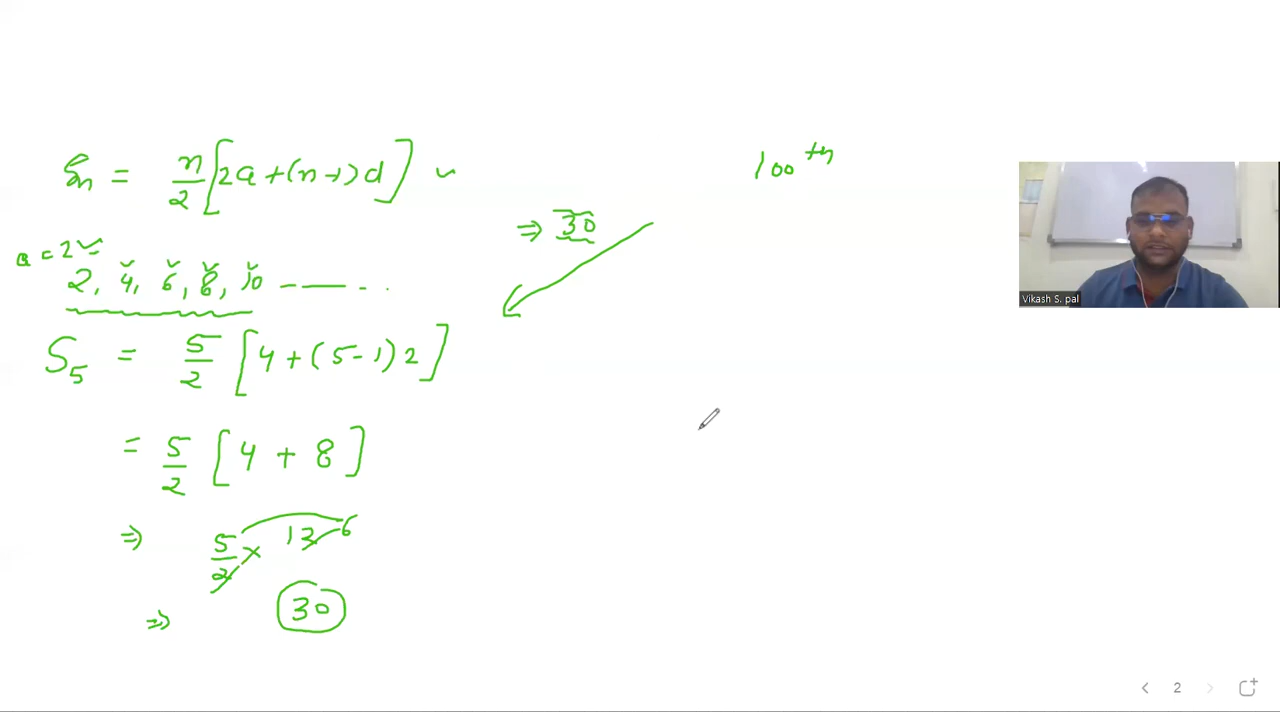 Sn = n/2 [2a + (n-1)d]
100th
⇒ 30
a = 2
2, 4, 6, 8, 10 ------- . .
S5 = 5/2 [4 + (5-1)2]
= 5/2 [4 + 8]
⇒ 5/2 × 12 6
⇒ 30
Vikash S. pal
2